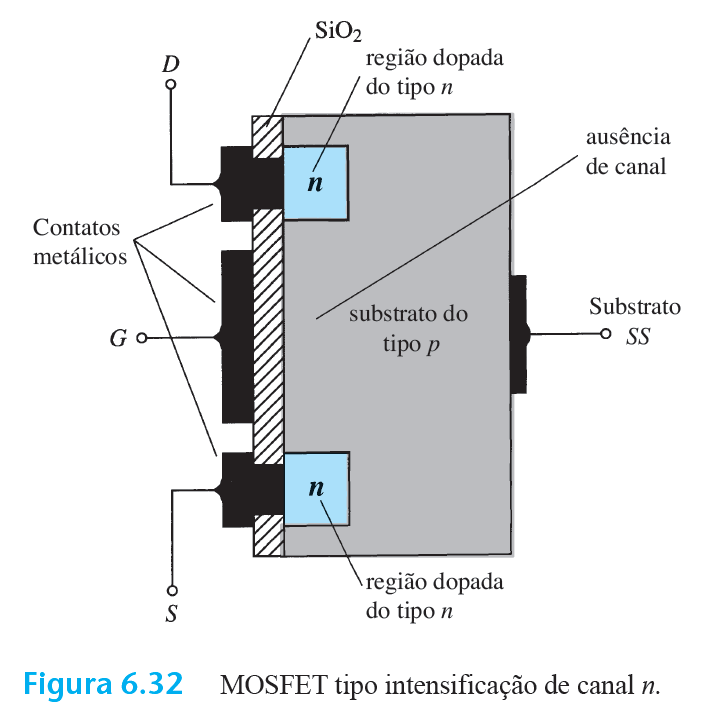 SiO₂
D
região dopada
do tipo n
ausência
de canal
n
Contatos
metálicos
substrato do
tipo p
Substrato
SS
G
n
região dopada
do tipo n
S
Figura 6.32 MOSFET tipo intensificação de canal n.